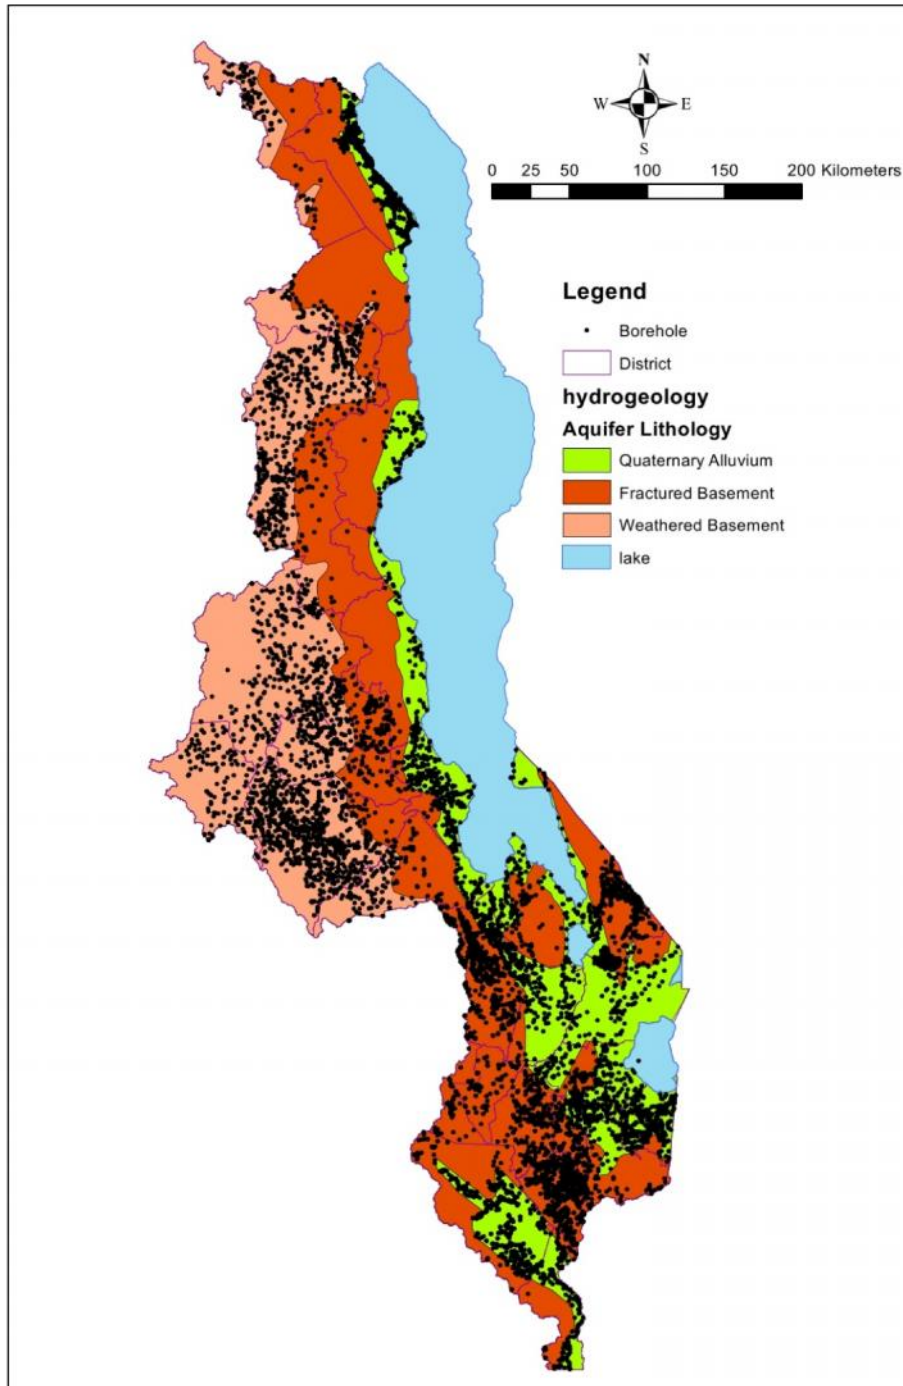 N
W E
S
0 25 50 100 150 200 Kilometers
Legend
Borehole
District
hydrogeology
Aquifer Lithology
Quaternary Alluvium
Fractured Basement
Weathered Basement
lake